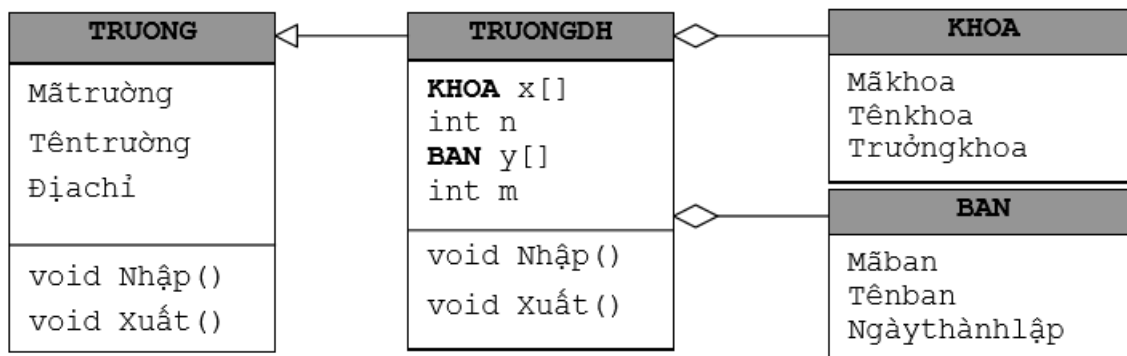 TRUONG
Mãtrường
Têntrường
Địachỉ
void Nhập()
void Xuất()
TRUONGDH
KHOA x[]
int n
BAN y[]
int m
void Nhập()
void Xuất()
KHOA
Mãkhoa
Tênkhoa
Trưởngkhoa
BAN
Mãban
Tênban
Ngàythànhlập